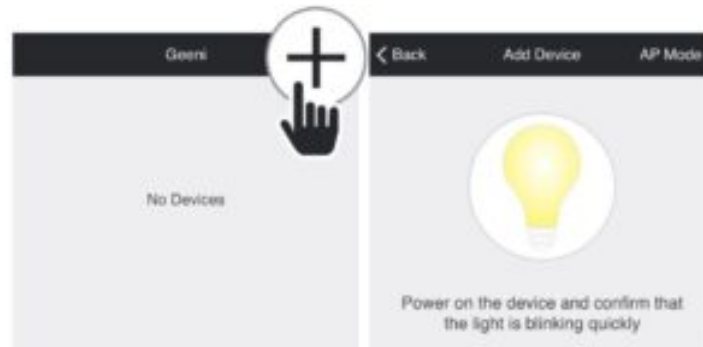 Geeni
No Devices
Back
Add Device
AP Mode
Power on the device and confirm that
the light is blinking quickly